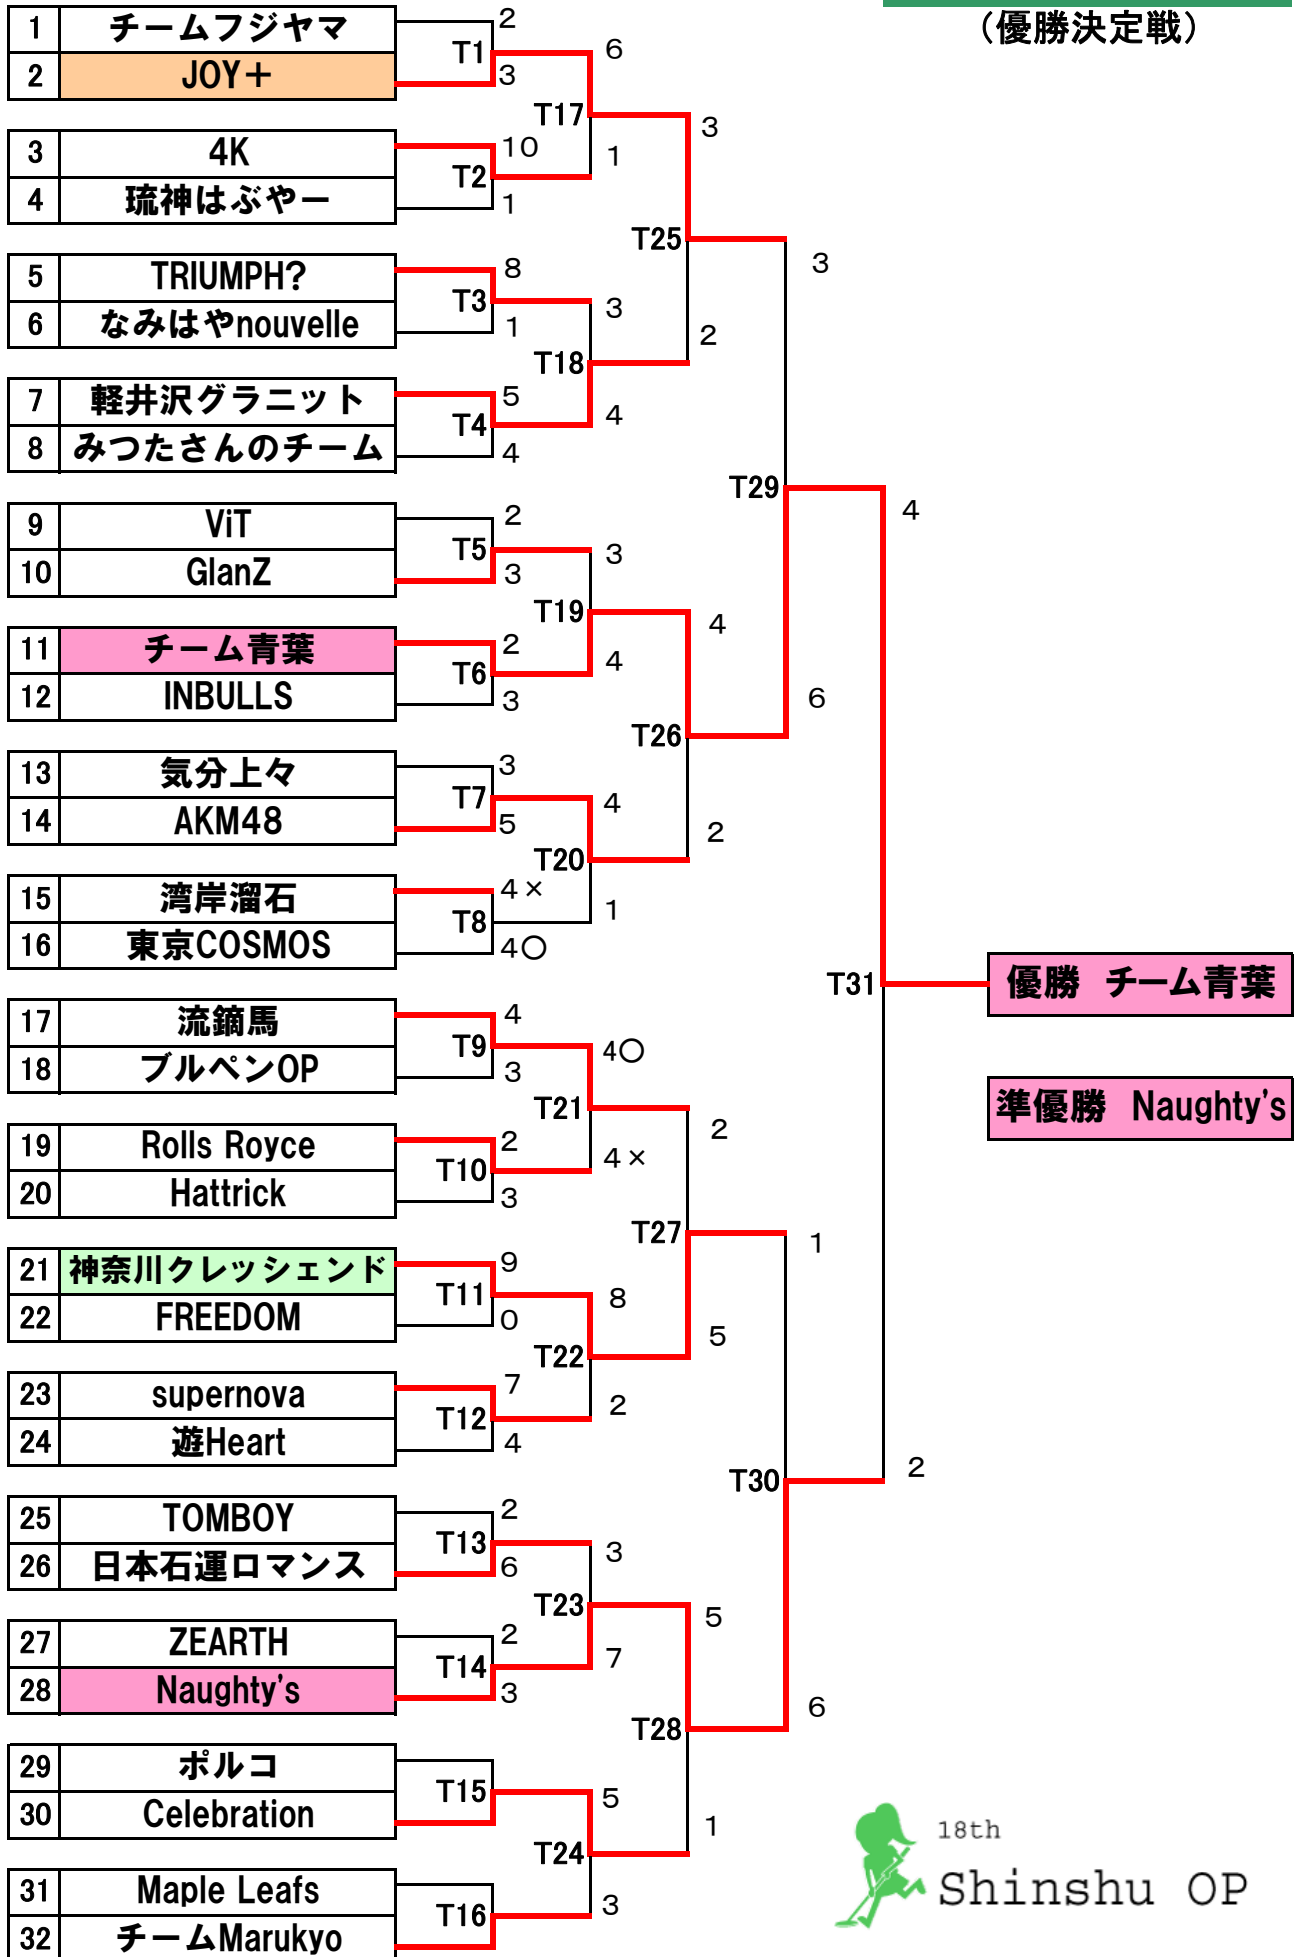 (優勝決定戦)
1 チームフジヤマ 2
T1 6
2 JOY＋ 3
T17 3
3 4K 10
T2 1
4 琉神はぶやー 1
T25 3
5 TRIUMPH? 8
T3 3
6 なみはやnouvelle 1
T18 2
7 軽井沢グラニット 5
T4 4
8 みつたさんのチーム 4
T29 4
9 ViT 2
T5 3
10 GlanZ 3
T19 4
11 チーム青葉 2
T6 4
12 INBULLS 3
T26 6
13 気分上々 3
T7 4
14 AKM48 5
T20 2
15 湾岸溜石 4×
T8 1
16 東京COSMOS 4○
T31 優勝 チーム青葉
17 流鏑馬 4
T9 4○
18 ブルペンOP 3
準優勝 Naughty's
T21 2
19 Rolls Royce 2
T10 4×
20 Hattrick 3
T27 1
21 神奈川クレッシェンド 9
T11 8
22 FREEDOM 0
T22 5
23 supernova 7
T12 2
24 遊Heart 4
T30 2
25 TOMBOY 2
T13 3
26 日本石運ロマンス 6
T23 5
27 ZEARTH 2
T14 7
28 Naughty's 3
T28 6
29 ポルコ
T15 5
30 Celebration
T24 1
31 Maple Leafs
T16 3
32 チームMarukyo
18th
Shinshu OP